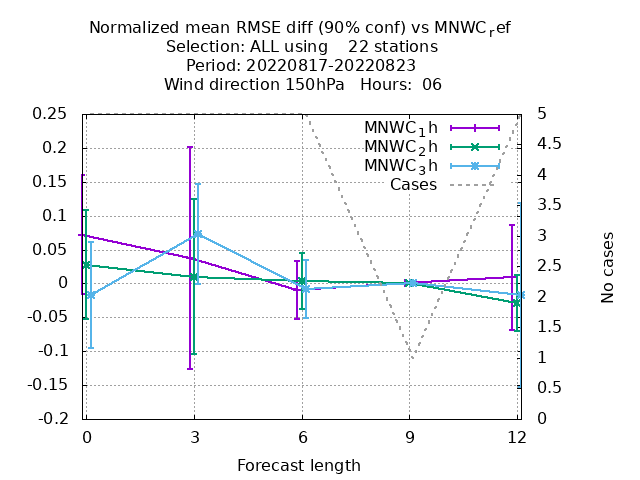 Normalized mean RMSE diff (90% conf) vs MNWC_ref
Selection: ALL using    22 stations
Period: 20220817-20220823
Wind direction 150hPa   Hours:  06
MNWC_1h
MNWC_2h
MNWC_3h
Cases
0.25
0.2
0.15
0.1
0.05
0
-0.05
-0.1
-0.15
-0.2
5
4.5
4
3.5
3
2.5
2
1.5
1
0.5
0
No cases
0 3 6 9 12
Forecast length